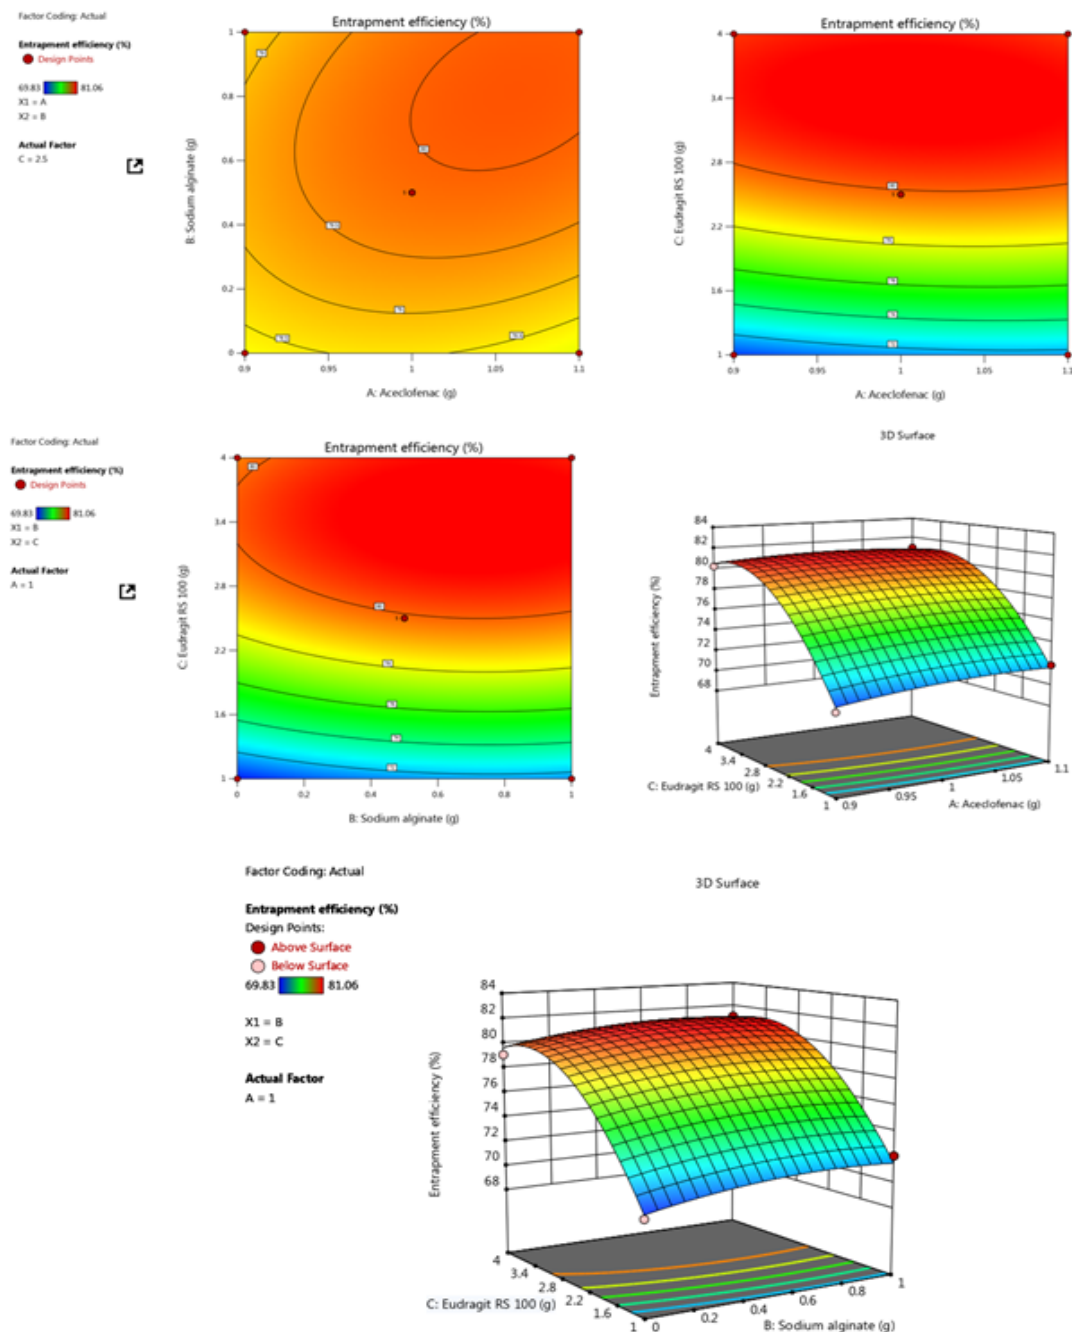 Factor Coding: Actual
Entrapment efficiency (%)
Design Points
69.83 81.06
X1 = A
X2 = B
Actual Factor
C = 2.5
Entrapment efficiency (%)
B: Sodium alginate (g)
1
0.8
0.6
0.4
0.2
0
0.9 0.95 1 1.05 1.1
A: Aceclofenac (g)
Entrapment efficiency (%)
C: Eudragit RS 100 (g)
4
3.4
2.8
2.2
1.6
1
0.9 0.95 1 1.05 1.1
A: Aceclofenac (g)
Factor Coding: Actual
Entrapment efficiency (%)
Design Points
69.83 81.06
X1 = B
X2 = C
Actual Factor
A = 1
Entrapment efficiency (%)
C: Eudragit RS 100 (g)
4
3.4
2.8
2.2
1.6
1
0 0.2 0.4 0.6 0.8 1
B: Sodium alginate (g)
3D Surface
Entrapment efficiency (%)
84
82
80
78
76
74
72
70
68
4
3.4
2.8
2.2
1.6
1
C: Eudragit RS 100 (g)
0.9
0.95
1
1.05
1.1
A: Aceclofenac (g)
Factor Coding: Actual
Entrapment efficiency (%)
Design Points:
Above Surface
Below Surface
69.83 81.06
X1 = B
X2 = C
Actual Factor
A = 1
3D Surface
Entrapment efficiency (%)
84
82
80
78
76
74
72
70
68
4
3.4
2.8
2.2
1.6
1
C: Eudragit RS 100 (g)
0
0.2
0.4
0.6
0.8
1
B: Sodium alginate (g)